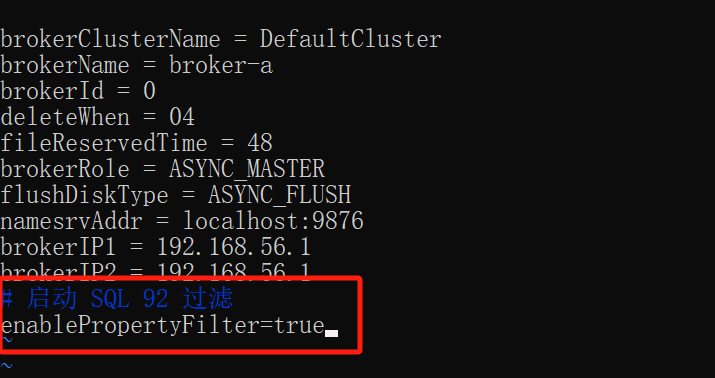 brokerClusterName = DefaultCluster
brokerName = broker-a
brokerId = 0
deleteWhen = 04
fileReservedTime = 48
brokerRole = ASYNC_MASTER
flushDiskType = ASYNC_FLUSH
namesrvAddr = localhost:9876
brokerIP1 = 192.168.56.1
brokerIP2 = 192.168.56.1
# 启动 SQL 92 过滤
enablePropertyFilter=true
~
~